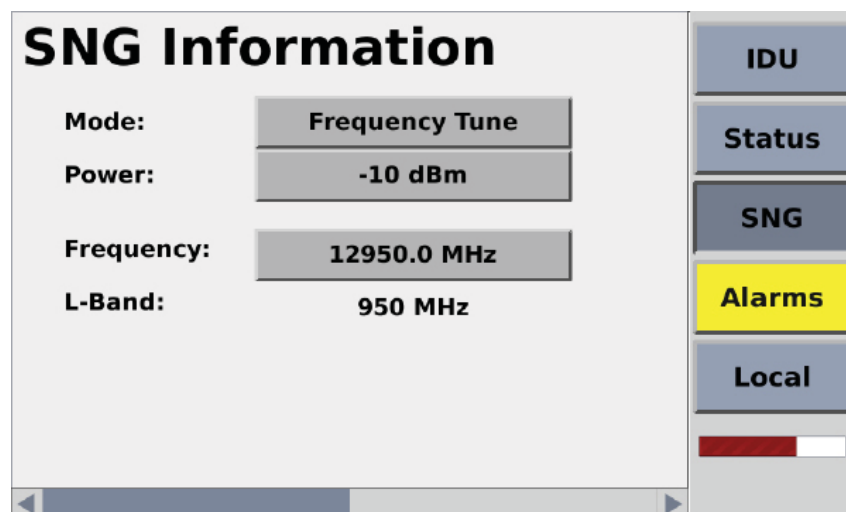 SNG Information
Mode: Frequency Tune
Power: -10 dBm
Frequency: 12950.0 MHz
L-Band: 950 MHz
IDU
Status
SNG
Alarms
Local